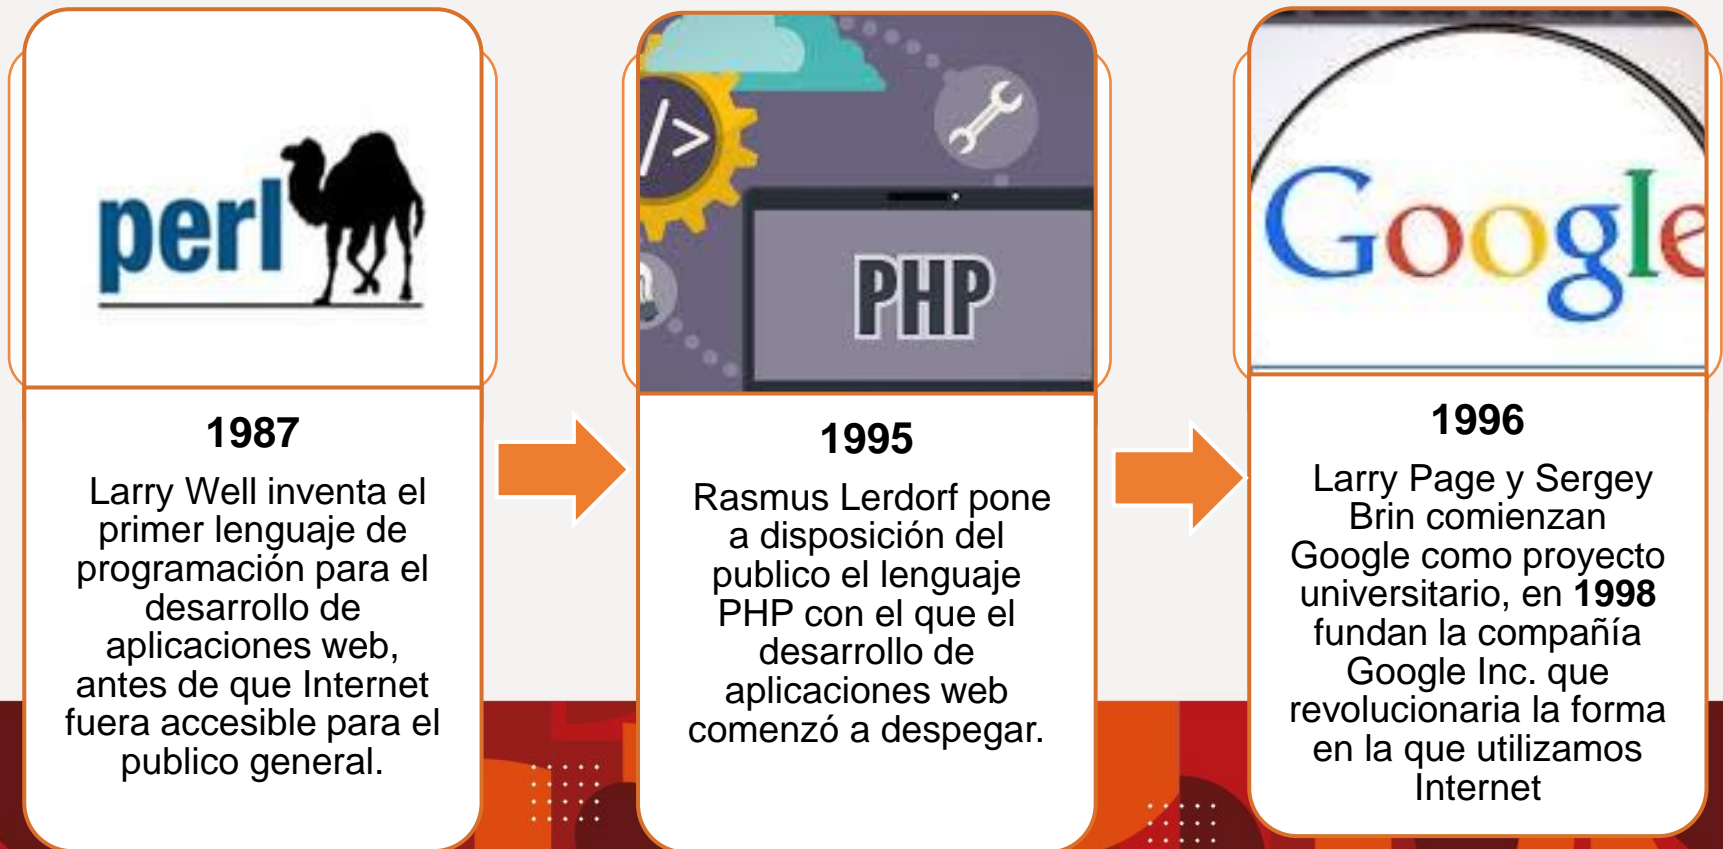 perl
1987
Larry Well inventa el
primer lenguaje de
programación para el
desarrollo de
aplicaciones web,
antes de que Internet
fuera accesible para el
publico general.
/>
PHP
1995
Rasmus Lerdorf pone
a disposición del
publico el lenguaje
PHP con el que el
desarrollo de
aplicaciones web
comenzó a despegar.
Google
1996
Larry Page y Sergey
Brin comienzan
Google como proyecto
universitario, en 1998
fundan la compañía
Google Inc. que
revolucionaria la forma
en la que utilizamos
Internet